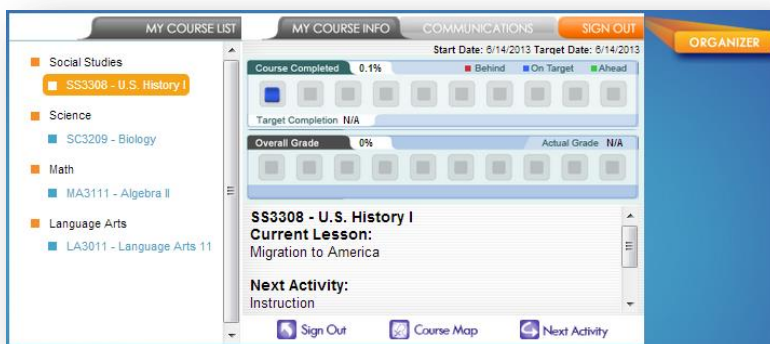 MY COURSE LIST
MY COURSE INFO
COMMUNICATIONS
SIGN OUT
ORGANIZER
Social Studies
SS3308 - U.S. History I
Science
SC3209 - Biology
Math
MA3111 - Algebra II
Language Arts
LA3011 - Language Arts 11
Start Date: 6/14/2013 Target Date: 6/14/2013
Course Completed 0.1% Behind On Target Ahead
Target Completion N/A
Overall Grade 0% Actual Grade N/A
SS3308 - U.S. History I
Current Lesson:
Migration to America
Next Activity:
Instruction
Sign Out Course Map Next Activity